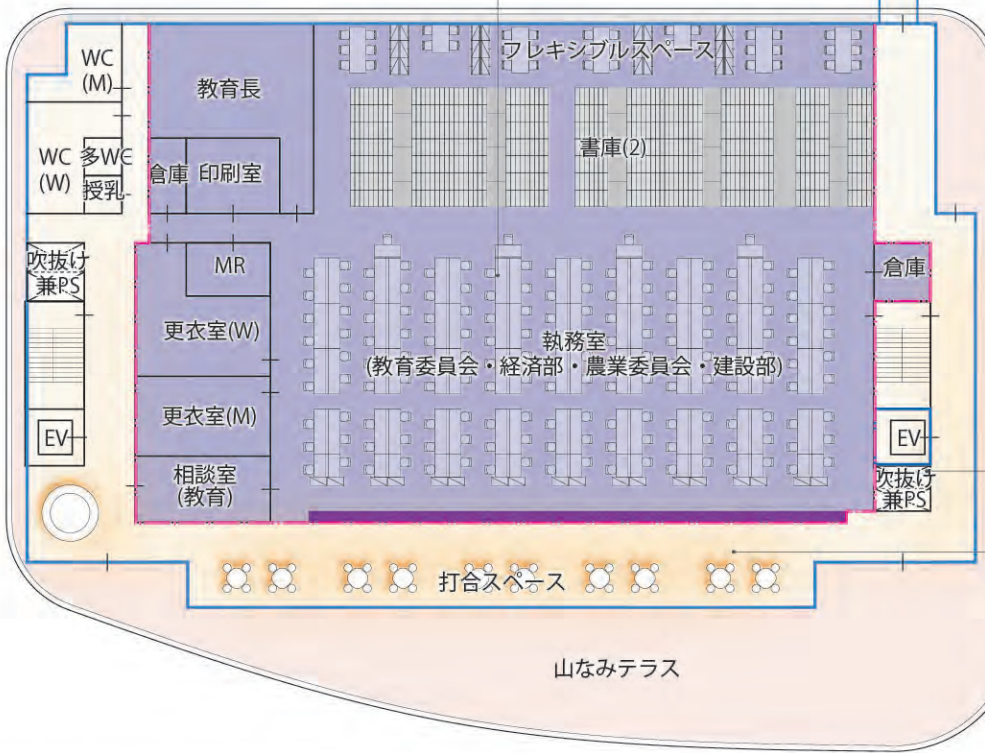 WC
(M)
教育長
フレキシブルスペース
WC
(W)
多WC
授乳
倉庫
印刷室
書庫(2)
吹抜け
兼PS
MR
倉庫
更衣室(W)
執務室
(教育委員会・経済部・農業委員会・建設部)
更衣室(M)
EV
EV
相談室
(教育)
吹抜け
兼PS
打合スペース
山なみテラス